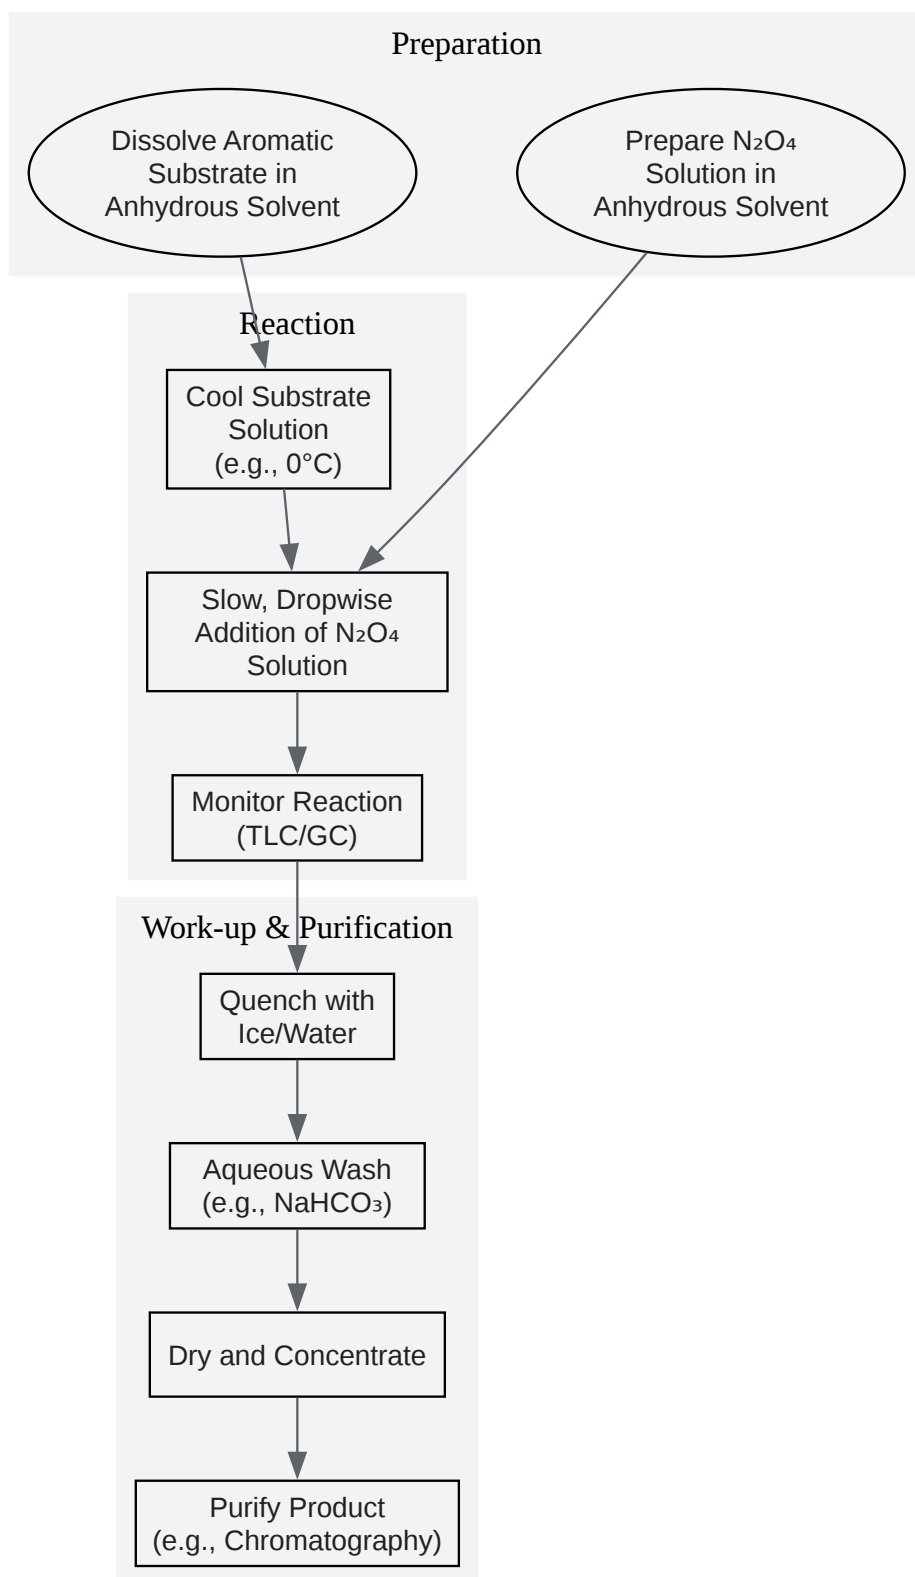 Preparation
Dissolve Aromatic
Substrate in
Anhydrous Solvent
Prepare N₂O₄
Solution in
Anhydrous Solvent
Reaction
Cool Substrate
Solution
(e.g., 0°C)
Slow, Dropwise
Addition of N₂O₄
Solution
Monitor Reaction
(TLC/GC)
Work-up & Purification
Quench with
Ice/Water
Aqueous Wash
(e.g., NaHCO₃)
Dry and Concentrate
Purify Product
(e.g., Chromatography)